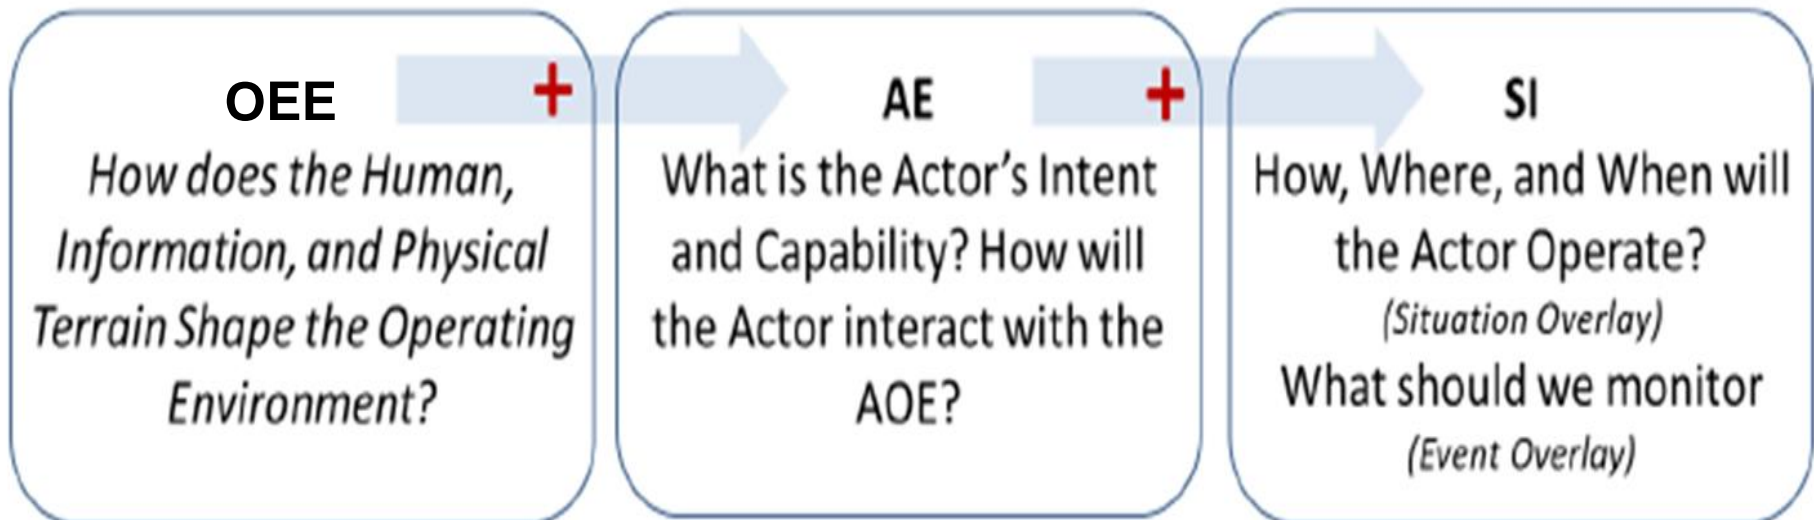 OEE
How does the Human,
Information, and Physical
Terrain Shape the Operating
Environment?
+
AE
What is the Actor's Intent
and Capability? How will
the Actor interact with the
AOE?
+
SI
How, Where, and When will
the Actor Operate?
(Situation Overlay)
What should we monitor
(Event Overlay)